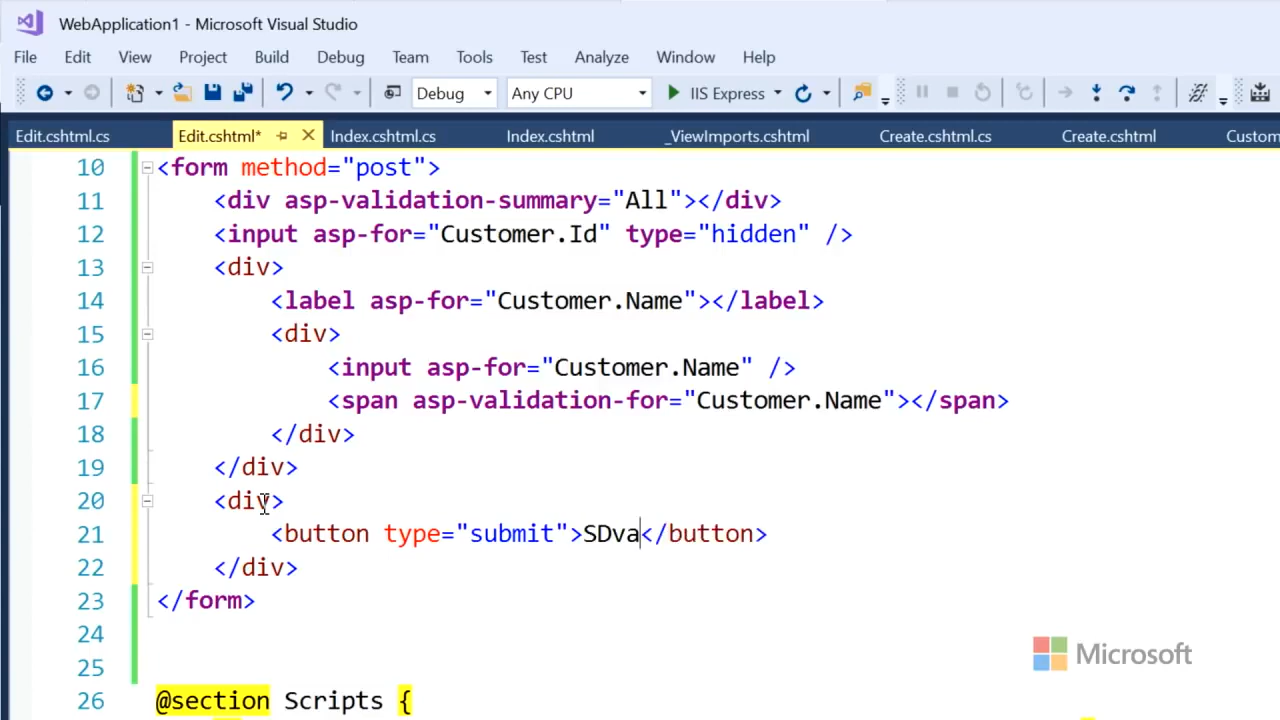 WebApplication1 - Microsoft Visual Studio
File Edit View Project Build Debug Team Tools Test Analyze Window Help
Debug Any CPU IIS Express
Edit.cshtml.cs Edit.cshtml* Index.cshtml.cs Index.cshtml _ViewImports.cshtml Create.cshtml.cs Create.cshtml Custom
10 <form method="post">
11 <div asp-validation-summary="All"></div>
12 <input asp-for="Customer.Id" type="hidden" />
13 <div>
14 <label asp-for="Customer.Name"></label>
15 <div>
16 <input asp-for="Customer.Name" />
17 <span asp-validation-for="Customer.Name"></span>
18 </div>
19 </div>
20 <div>
21 <button type="submit">SDva</button>
22 </div>
23 </form>
24
25
26 @section Scripts {
Microsoft